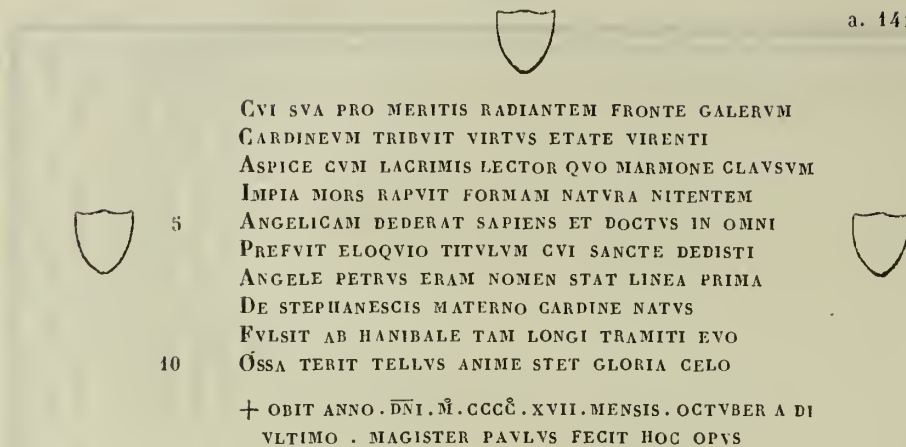 a. 141
CVI SVA PRO MERITIS RADIANTEM FRONTE GALERVM
CARDINEVM TRIBVIT VIRTVS ETATE VIRENTI
ASPICE CVM LACRIMIS LECTOR QVO MARMONE CLAVSVM
IMPIA MORS RAPVIT FORMAM NATVRA NITENTEM
5 ANGELICAM DEDERAT SAPIENS ET DOCTVS IN OMNI
PREFVIT ELOQVIO TITVLVM CVI SANCTE DEDISTI
ANGELE PETRVS ERAM NOMEN STAT LINEA PRIMA
DE STEPHANESCIS MATERNO CARDINE NATVS
FVLSIT AB HANIBALE TAM LONGI TRAMITI EVO
10 OSSA TERIT TELLVS ANIME STET GLORIA CELO
+ OBIT ANNO . D̅N̅I . M̊ . CCCC̊ . XVII . MENSIS . OCTVBER A DI
VLTIMO . MAGISTER PAVLVS FECIT HOC OPVS